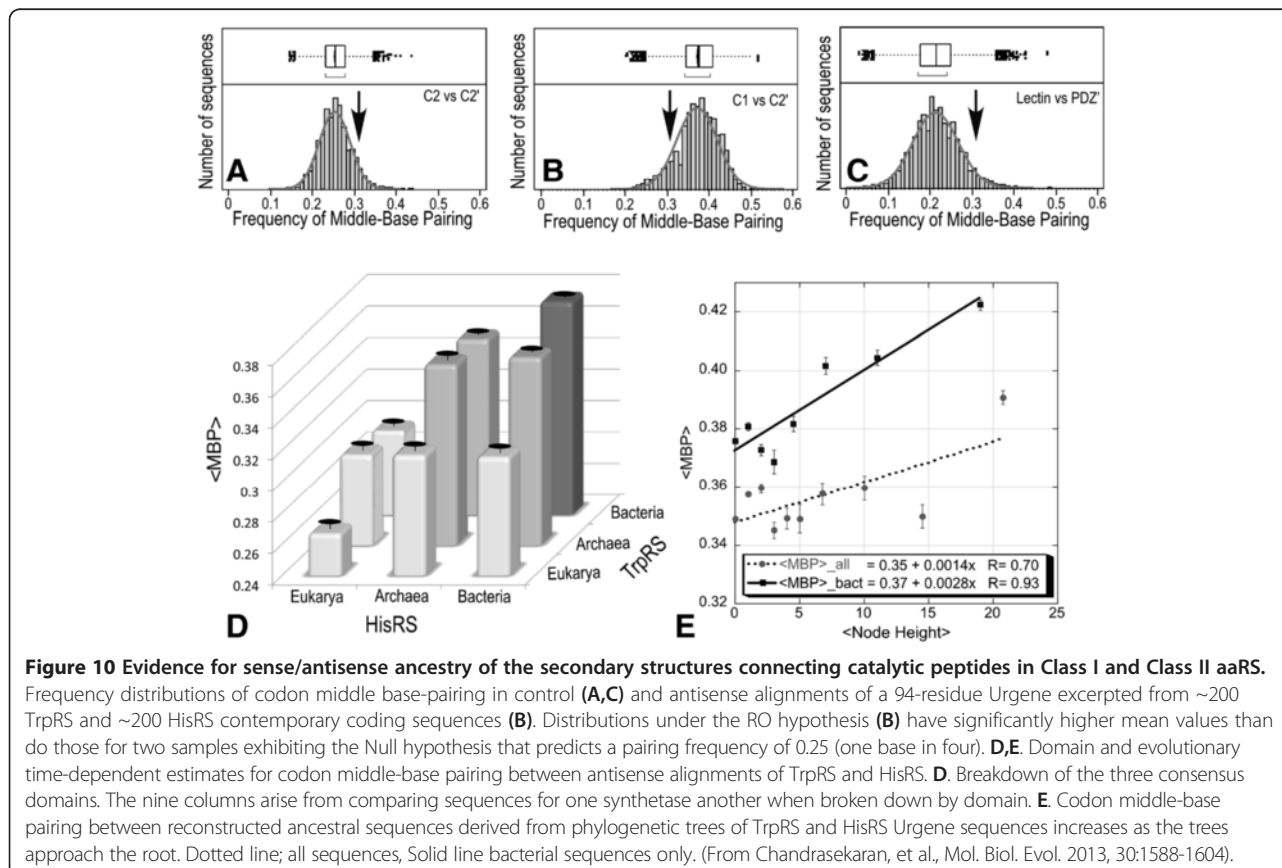 Number of sequences
C2 vs C2'
A
0 0.1 0.2 0.3 0.4 0.5 0.6
Frequency of Middle-Base Pairing
Number of sequences
C1 vs C2'
B
0 0.1 0.2 0.3 0.4 0.5 0.6
Frequency of Middle-Base Pairing
Number of sequences
Lectin vs PDZ'
C
0 0.1 0.2 0.3 0.4 0.5 0.6
Frequency of Middle-Base Pairing
<MBP>
0.38
0.36
0.34
0.32
0.3
0.28
0.26
0.24
Eukarya Archaea Bacteria
HisRS
Eukarya
Archaea
Bacteria
TrpRS
D
<MBP>
0.42
0.40
0.38
0.36
0.34
0.32
<MBP>_all = 0.35 + 0.0014x R= 0.70
<MBP>_bact = 0.37 + 0.0028x R= 0.93
0 5 10 15 20 25
<Node Height>
E
Figure 10 Evidence for sense/antisense ancestry of the secondary structures connecting catalytic peptides in Class I and Class II aaRS.
Frequency distributions of codon middle base-pairing in control (A,C) and antisense alignments of a 94-residue Urgene excerpted from ~200
TrpRS and ~200 HisRS contemporary coding sequences (B). Distributions under the RO hypothesis (B) have significantly higher mean values than
do those for two samples exhibiting the Null hypothesis that predicts a pairing frequency of 0.25 (one base in four). D,E. Domain and evolutionary
time-dependent estimates for codon middle-base pairing between antisense alignments of TrpRS and HisRS. D. Breakdown of the three consensus
domains. The nine columns arise from comparing sequences for one synthetase another when broken down by domain. E. Codon middle-base
pairing between reconstructed ancestral sequences derived from phylogenetic trees of TrpRS and HisRS Urgene sequences increases as the trees
approach the root. Dotted line; all sequences, Solid line bacterial sequences only. (From Chandrasekaran, et al., Mol. Biol. Evol. 2013, 30:1588-1604).